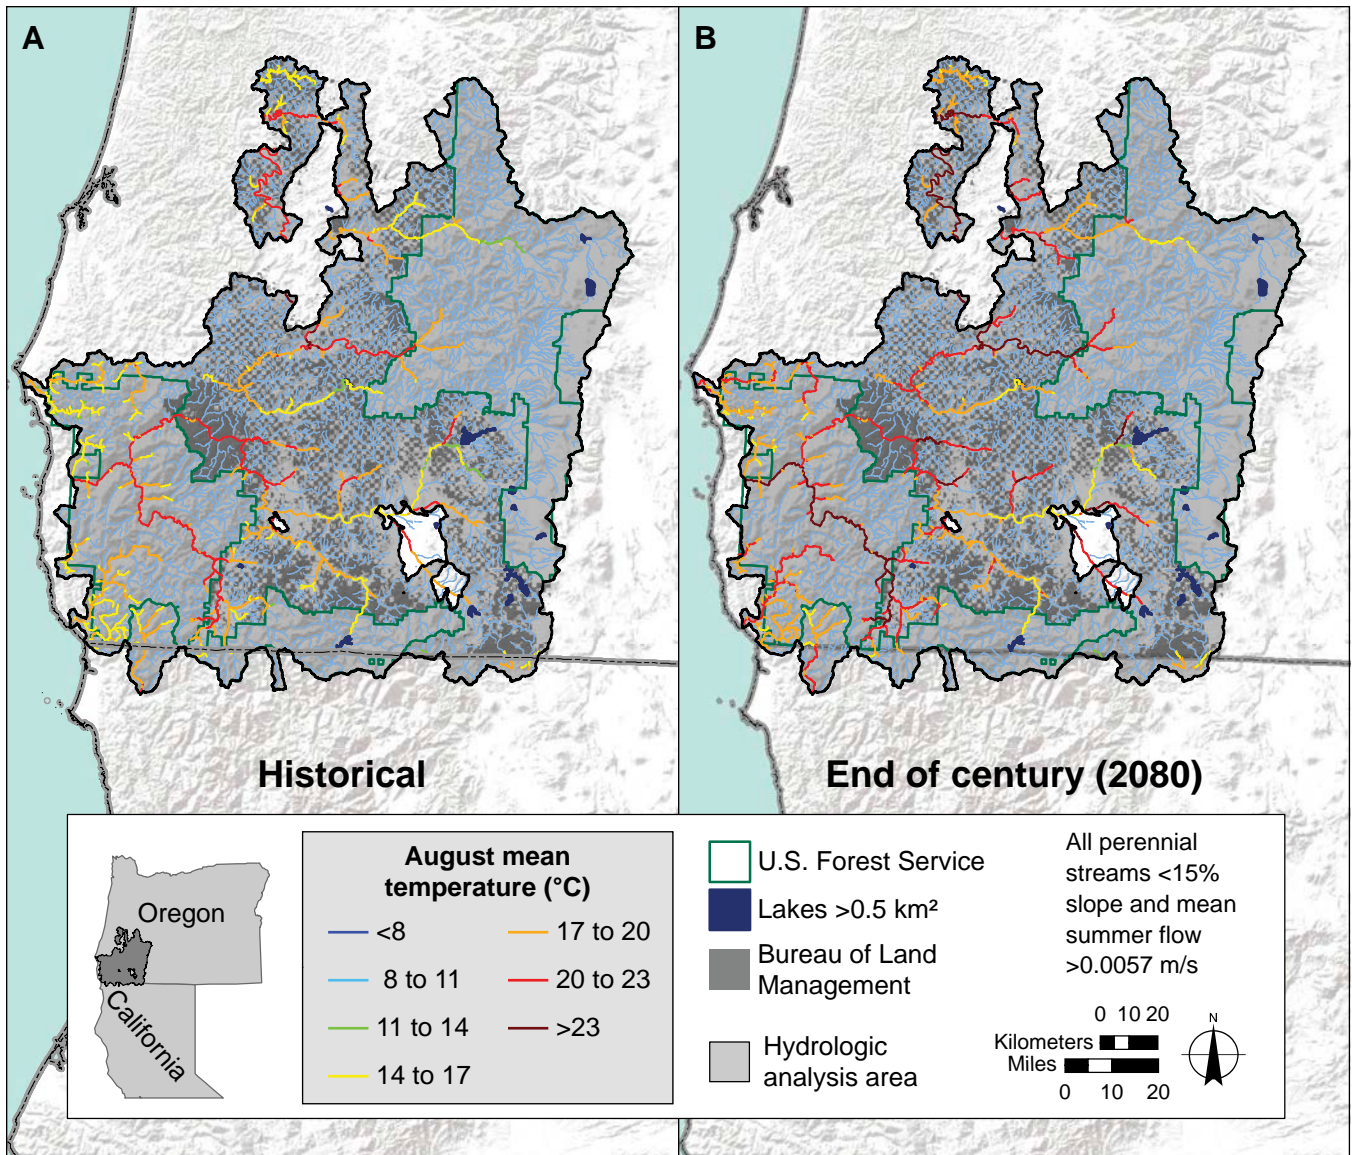 A
B
Historical
End of century (2080)
Oregon
California
August mean
temperature (°C)
<8
8 to 11
11 to 14
14 to 17
17 to 20
20 to 23
>23
U.S. Forest Service
Lakes >0.5 km²
Bureau of Land
Management
Hydrologic
analysis area
All perennial
streams <15%
slope and mean
summer flow
>0.0057 m/s
0 10 20
Kilometers
Miles
0 10 20
N